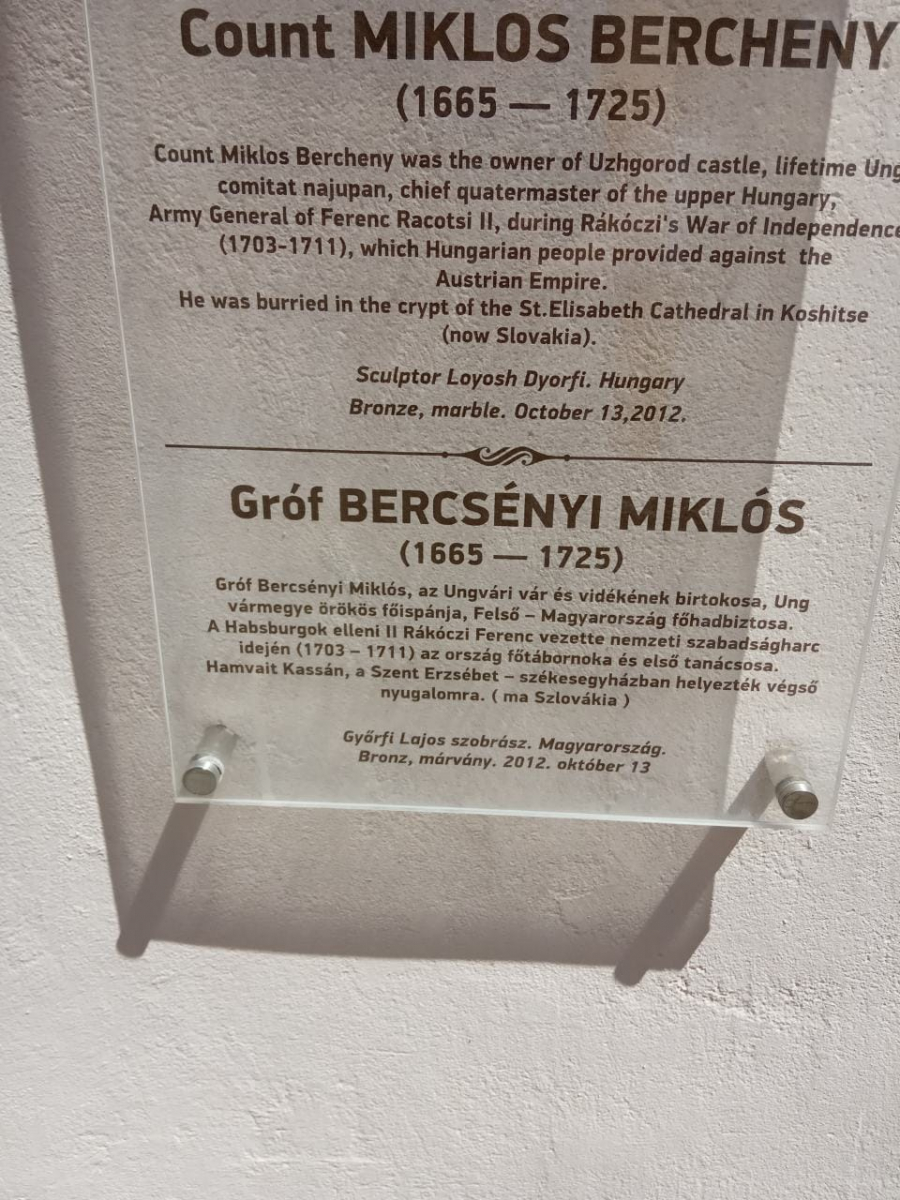 Count MIKLOS BERCHENY
(1665 — 1725)
Count Miklos Bercheny was the owner of Uzhgorod castle, lifetime Ung
comitat najupan, chief quatermaster of the upper Hungary,
Army General of Ferenc Racotsi II, during Rákóczi's War of Independence
(1703-1711), which Hungarian people provided against the
Austrian Empire.
He was burried in the crypt of the St.Elisabeth Cathedral in Koshitse
(now Slovakia).
Sculptor Loyosh Dyorfi. Hungary
Bronze, marble. October 13,2012.
Gróf BERCSÉNYI MIKLÓS
(1665 — 1725)
Gróf Bercsényi Miklós, az Ungvári vár és vidékének birtokosa, Ung
vármegye örökös főispánja, Felső – Magyarország főhadbiztosa.
A Habsburgok elleni II Rákóczi Ferenc vezette nemzeti szabadságharc
idején (1703 – 1711) az ország főtábornoka és első tanácsosa.
Hamvait Kassán, a Szent Erzsébet – székesegyházban helyezték végső
nyugalomra. ( ma Szlovákia )
Győrfi Lajos szobrász. Magyarország.
Bronz, márvány. 2012. október 13